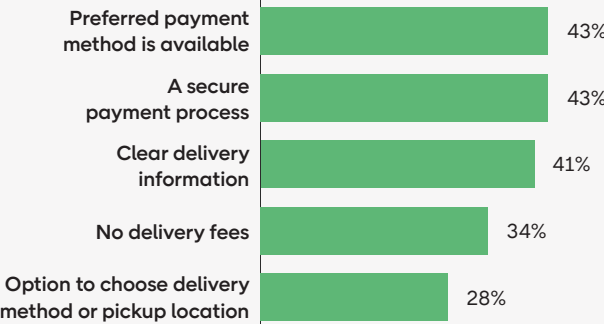 Preferred payment
method is available
43%
A secure
payment process
43%
Clear delivery
information
41%
No delivery fees
34%
Option to choose delivery
method or pickup location
28%